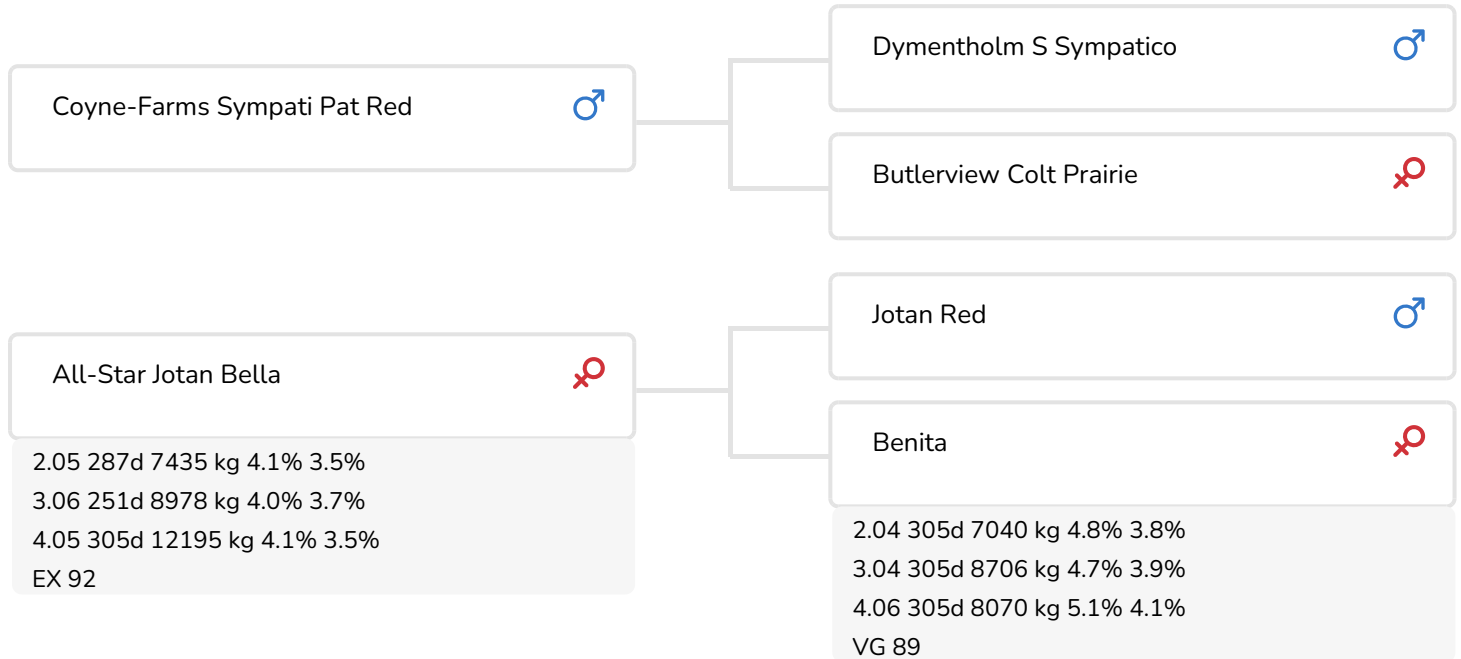 Coyne-Farms Sympati Pat Red
Dymentholm S Sympatico
Butlerview Colt Prairie
All-Star Jotan Bella
2.05 287d 7435 kg 4.1% 3.5%
3.06 251d 8978 kg 4.0% 3.7%
4.05 305d 12195 kg 4.1% 3.5%
EX 92
Jotan Red
Benita
2.04 305d 7040 kg 4.8% 3.8%
3.04 305d 8706 kg 4.7% 3.9%
4.06 305d 8070 kg 5.1% 4.1%
VG 89